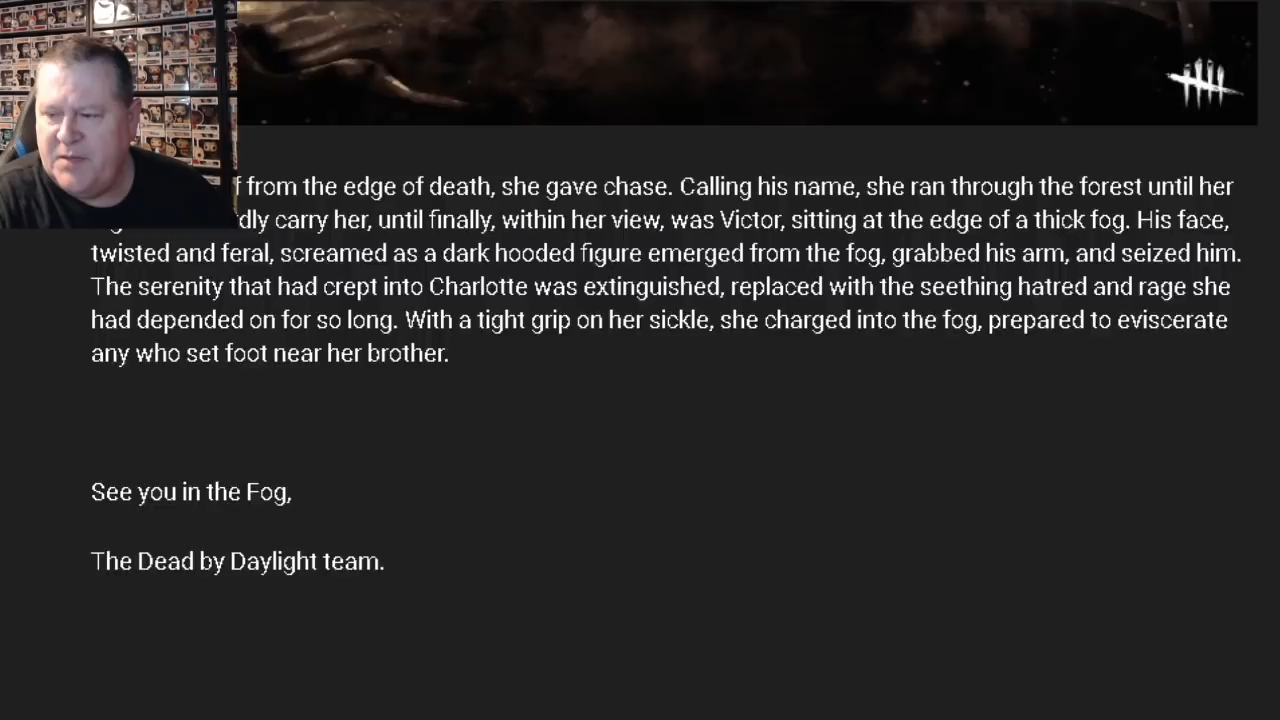 from the edge of death, she gave chase. Calling his name, she ran through the forest until her
carry her, until finally, within her view, was Victor, sitting at the edge of a thick fog. His face,
twisted and feral, screamed as a dark hooded figure emerged from the fog, grabbed his arm, and seized him.
The serenity that had crept into Charlotte was extinguished, replaced with the seething hatred and rage she
had depended on for so long. With a tight grip on her sickle, she charged into the fog, prepared to eviscerate
any who set foot near her brother.
See you in the Fog,
The Dead by Daylight team.